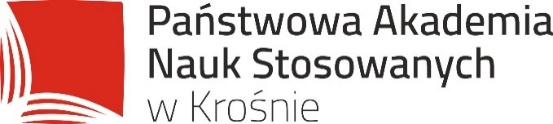 Państwowa Akademia
Nauk Stosowanych
w Krośnie